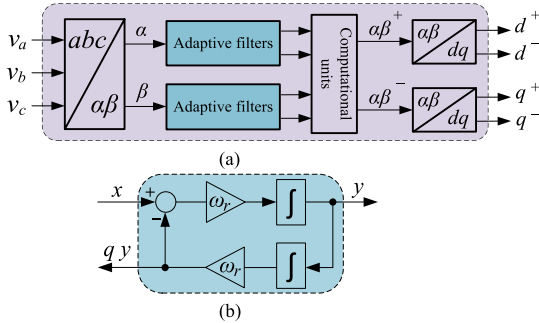 v_a
v_b
v_c
abc
αβ
α
β
Adaptive filters
Adaptive filters
Computational
units
αβ⁺
αβ⁻
αβ
dq
αβ
dq
d⁺
d⁻
q⁺
q⁻
(a)
x
+
−
ω_r
∫
y
q y
ω_r
∫
(b)